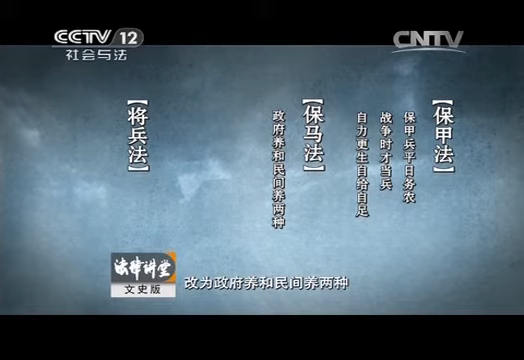 CCTV 12
社会与法
CNTV
【保甲法】
保甲兵平日务农
战争时才当兵
自力更生自给自足
【保马法】
政府养和民间养两种
【将兵法】
法律讲堂
文史版
改为政府养和民间养两种